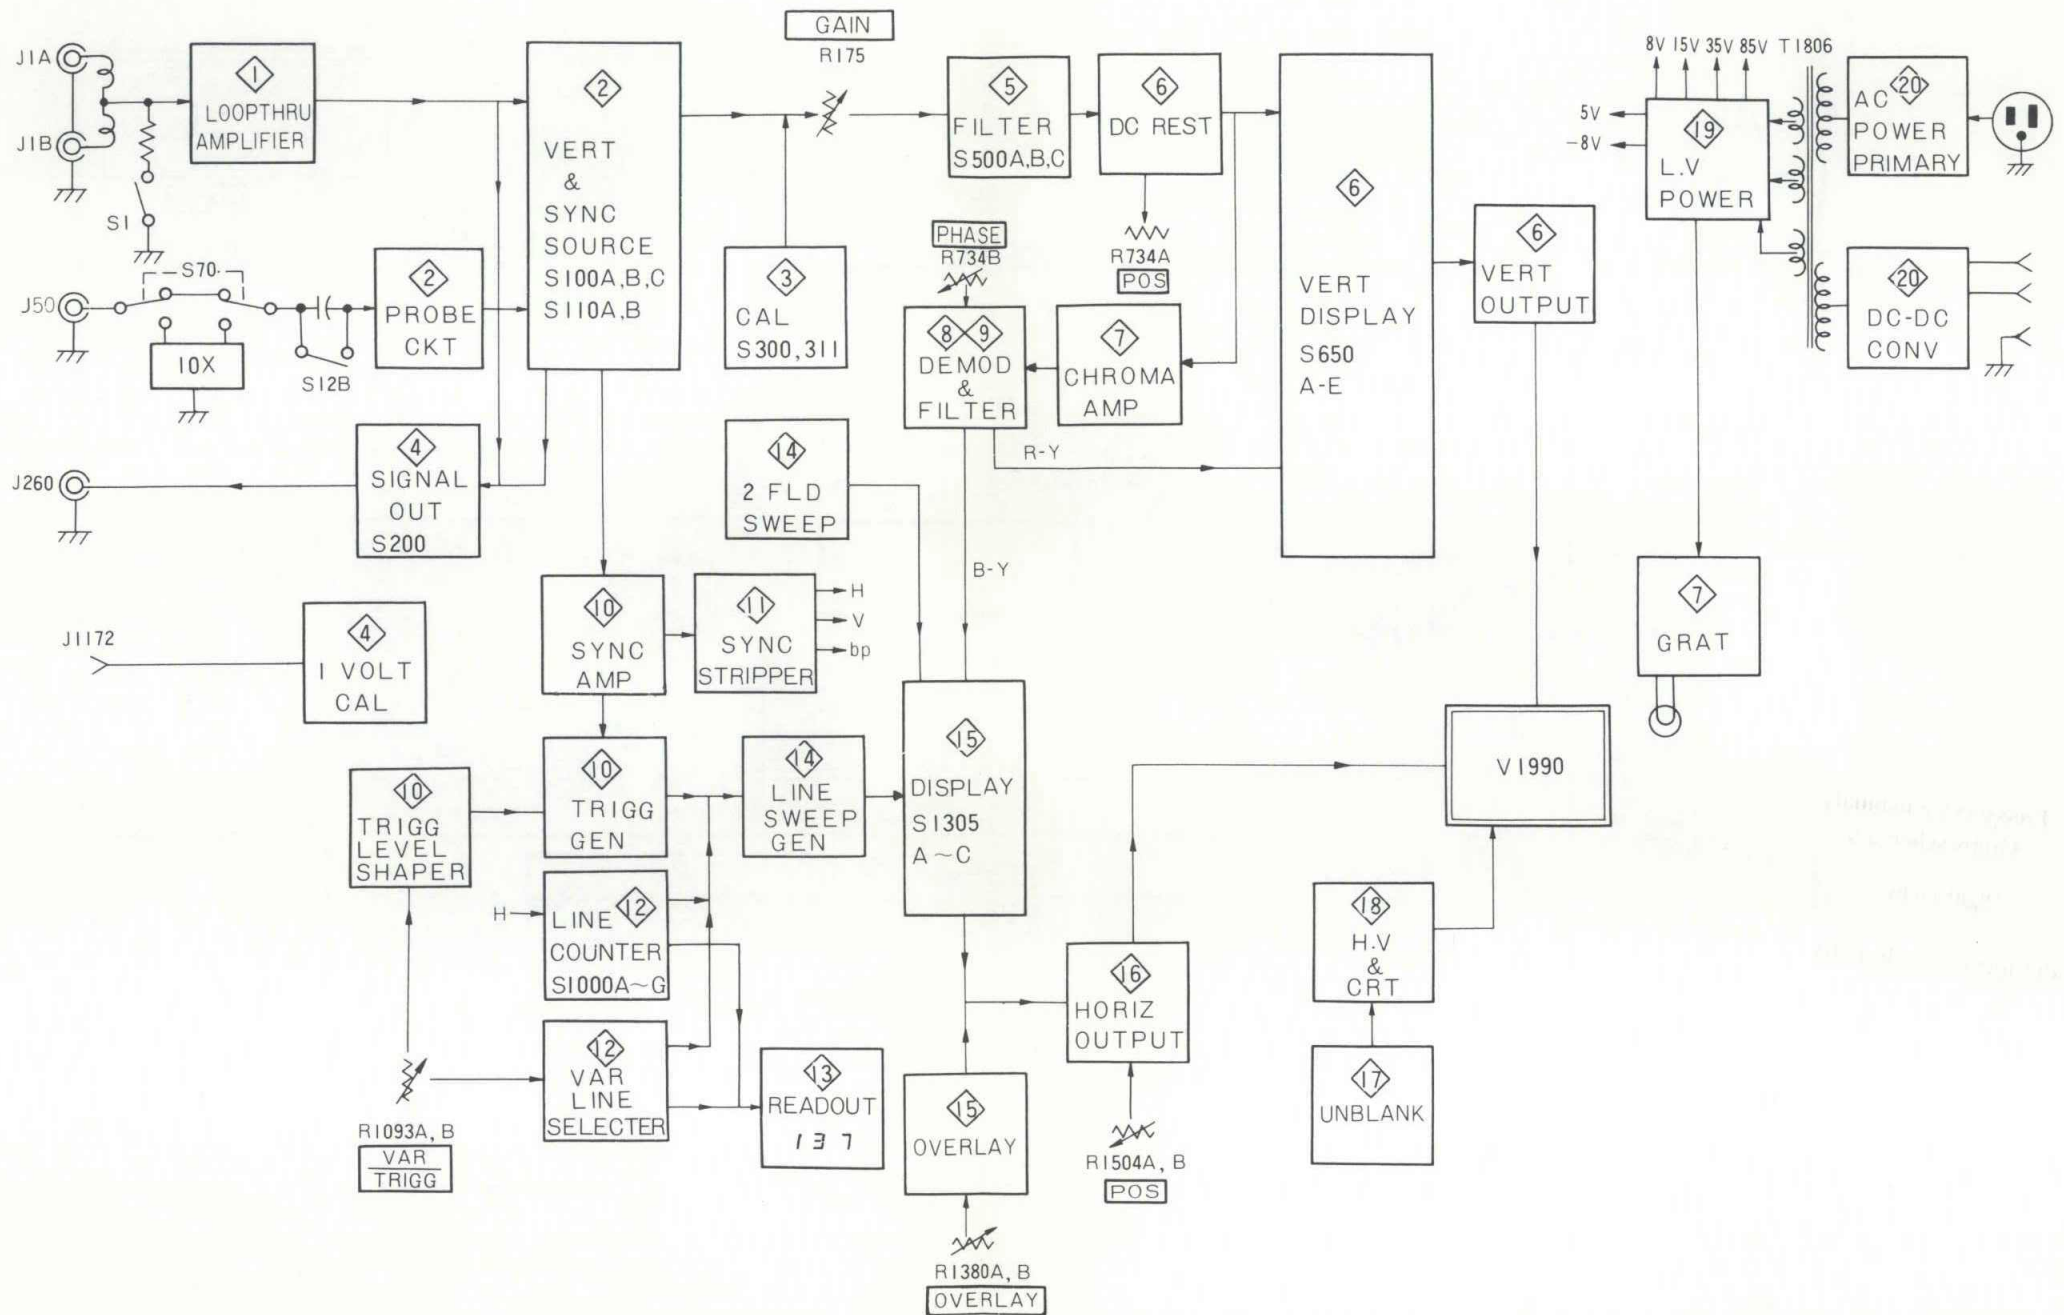 GAIN
R175
J1A
J1B
S1
1
LOOPTHRU
AMPLIFIER
2
VERT
&
SYNC
SOURCE
S100A,B,C
S110A,B
5
FILTER
S500A,B,C
6
DC REST
6
VERT
DISPLAY
S650
A-E
6
VERT
OUTPUT
8V 15V 35V 85V T1806
5V
-8V
19
L.V
POWER
20
AC
POWER
PRIMARY
20
DC-DC
CONV
J50
S70
10X
S12B
2
PROBE
CKT
3
CAL
S300,311
PHASE
R734B
R734A
POS
8 9
DEMOD
&
FILTER
7
CHROMA
AMP
R-Y
B-Y
J260
4
SIGNAL
OUT
S200
14
2 FLD
SWEEP
J1172
4
1 VOLT
CAL
10
SYNC
AMP
11
SYNC
STRIPPER
H
V
bp
7
GRAT
10
TRIGG
LEVEL
SHAPER
10
TRIGG
GEN
14
LINE
SWEEP
GEN
15
DISPLAY
S1305
A~C
V1990
H
12
LINE
COUNTER
S1000A~G
12
VAR
LINE
SELECTER
13
READOUT
137
R1093A, B
VAR
TRIGG
15
OVERLAY
R1380A, B
OVERLAY
16
HORIZ
OUTPUT
R1504A, B
POS
18
H.V
&
CRT
17
UNBLANK